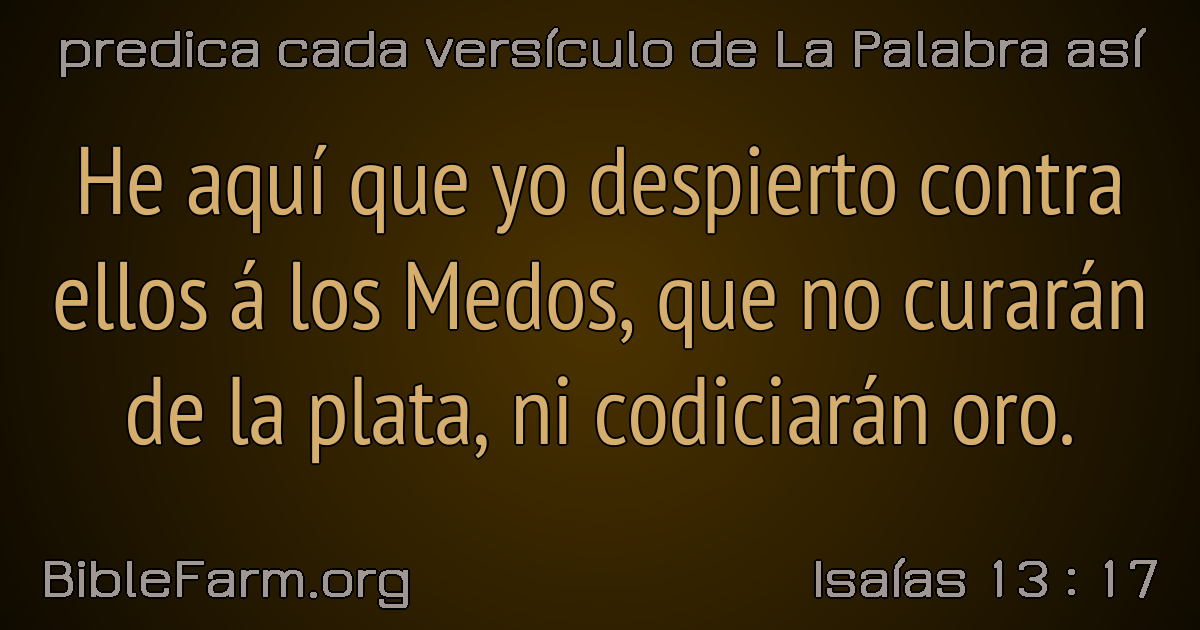 predica cada versículo de La Palabra así
He aquí que yo despierto contra
ellos á los Medos, que no curarán
de la plata, ni codiciarán oro.
BibleFarm.org
Isaías 13 : 17